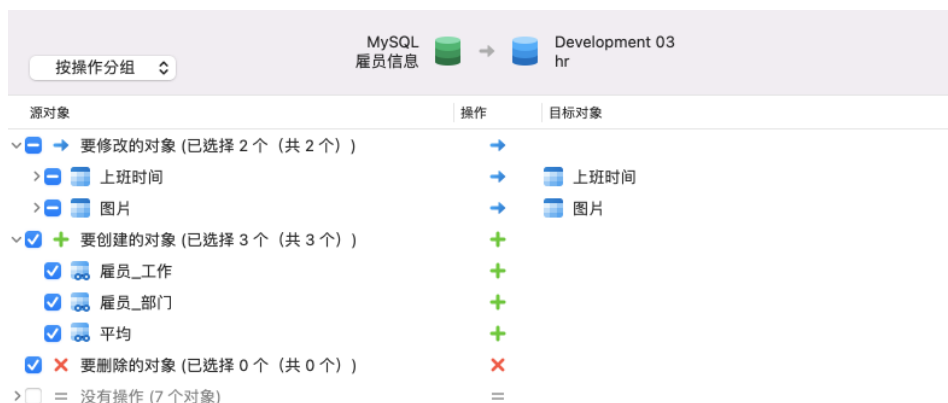 MySQL
雇员信息
Development 03
hr
按操作分组
源对象 操作 目标对象
要修改的对象 (已选择 2 个（共 2 个）)
上班时间 上班时间
图片 图片
要创建的对象 (已选择 3 个（共 3 个）)
雇员_工作
雇员_部门
平均
要删除的对象 (已选择 0 个（共 0 个）)
没有操作 (7 个对象)